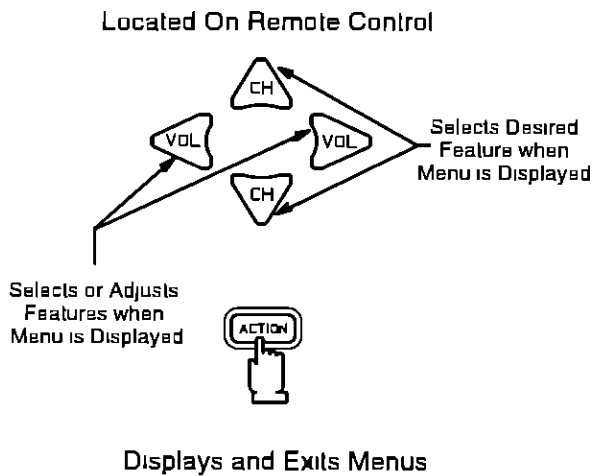 Located On Remote Control
CH
VOL
VOL
CH
Selects Desired
Feature when
Menu is Displayed
Selects or Adjusts
Features when
Menu is Displayed
ACTION
Displays and Exits Menus